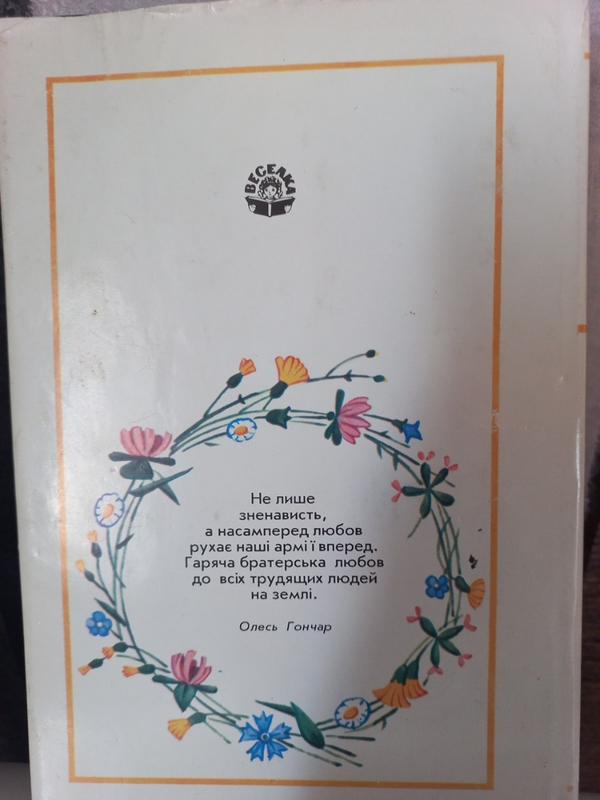 ВЕСЕЛКА
Не лише
зненависть,
а насамперед любов
рухає наші армії вперед.
Гаряча братерська любов
до всіх трудящих людей
на землі.
Олесь Гончар